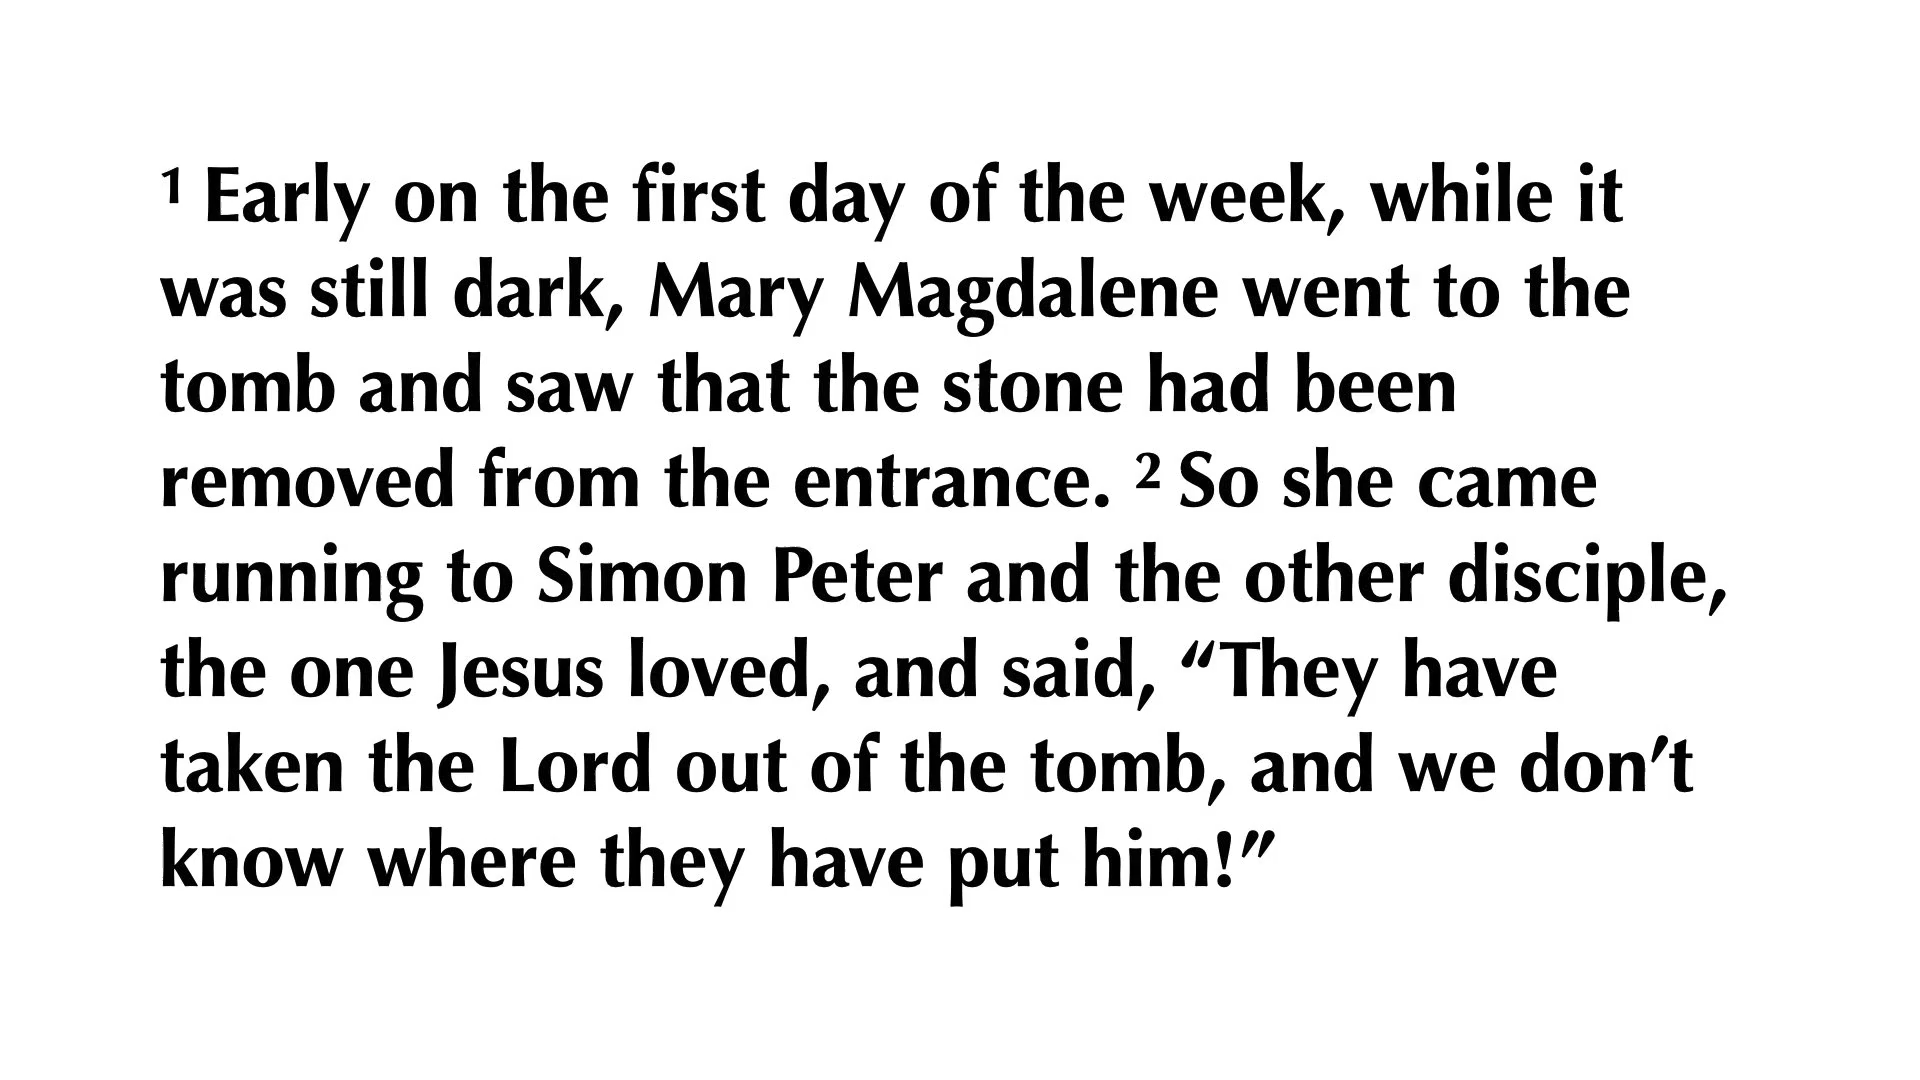 ¹ Early on the first day of the week, while it
was still dark, Mary Magdalene went to the
tomb and saw that the stone had been
removed from the entrance. ² So she came
running to Simon Peter and the other disciple,
the one Jesus loved, and said, “They have
taken the Lord out of the tomb, and we don’t
know where they have put him!”